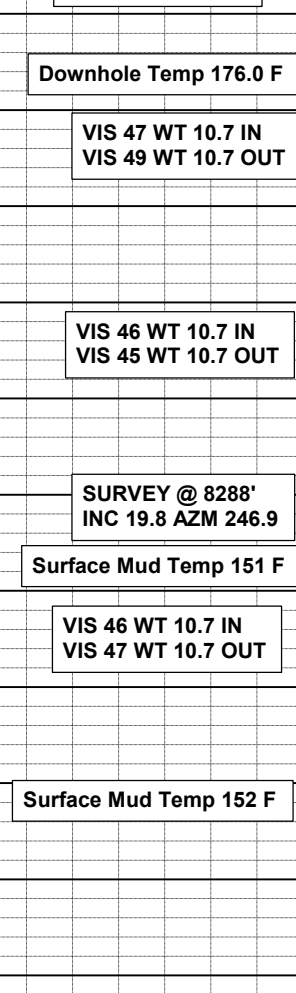 Downhole Temp 176.0 F
VIS 47 WT 10.7 IN
VIS 49 WT 10.7 OUT
VIS 46 WT 10.7 IN
VIS 45 WT 10.7 OUT
SURVEY @ 8288'
INC 19.8 AZM 246.9
Surface Mud Temp 151 F
VIS 46 WT 10.7 IN
VIS 47 WT 10.7 OUT
Surface Mud Temp 152 F